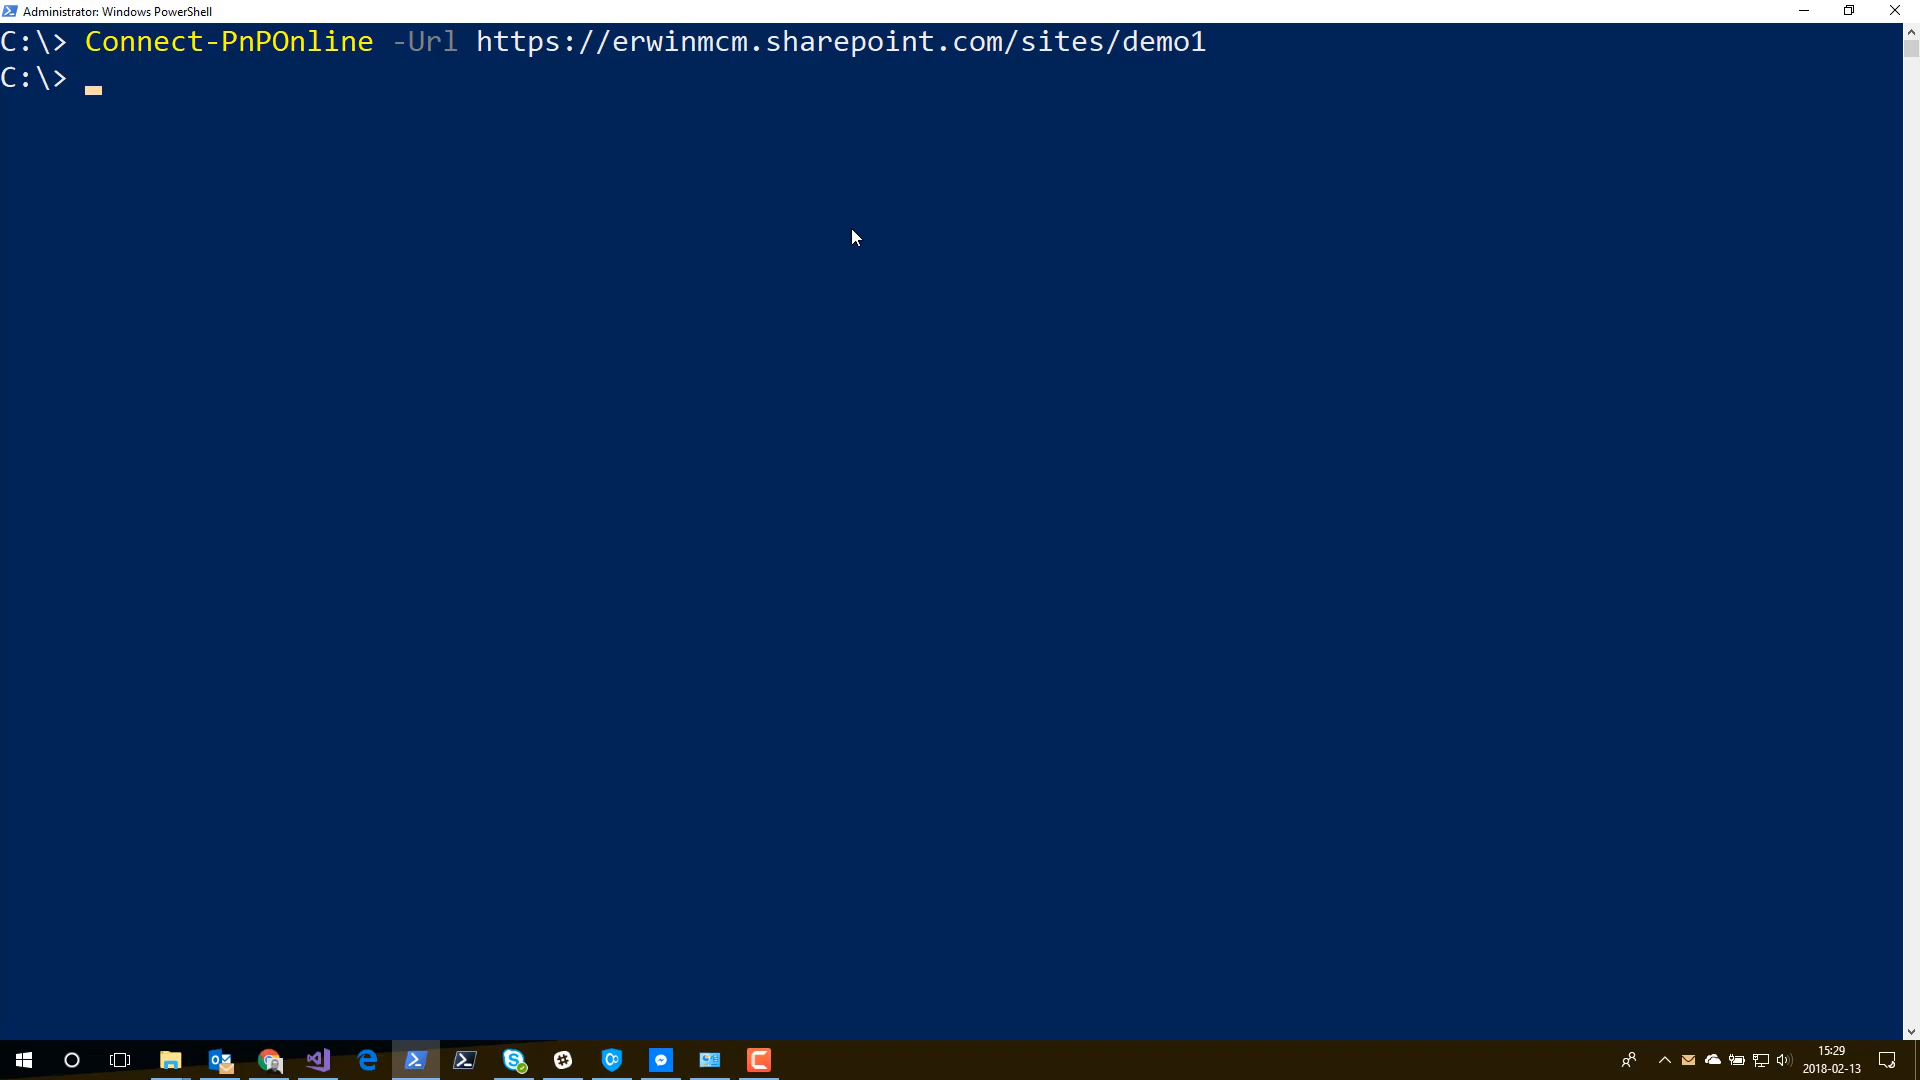 Administrator: Windows PowerShell
C:\> Connect-PnPOnline -Url https://erwinmcm.sharepoint.com/sites/demo1
C:\>
15:29
2018-02-13